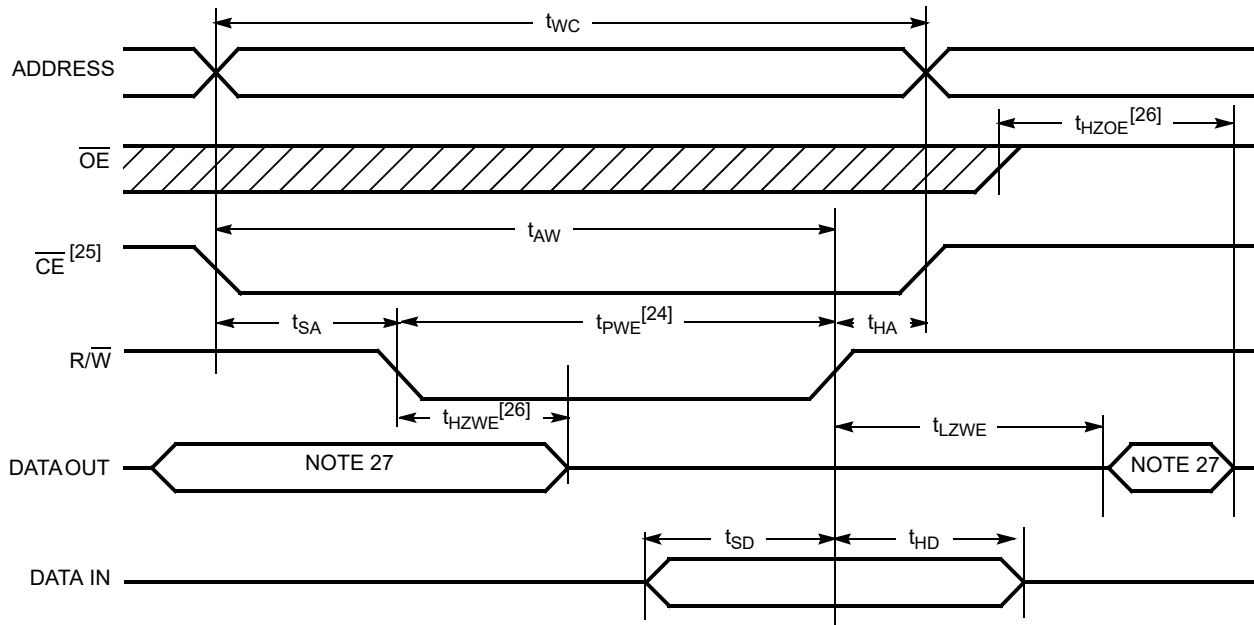 tWC
ADDRESS
tHZOE[26]
OE
tAW
CE [25]
tSA
tPWE[24]
tHA
R/W
tHZWE[26]
tLZWE
DATA OUT
NOTE 27
NOTE 27
tSD
tHD
DATA IN